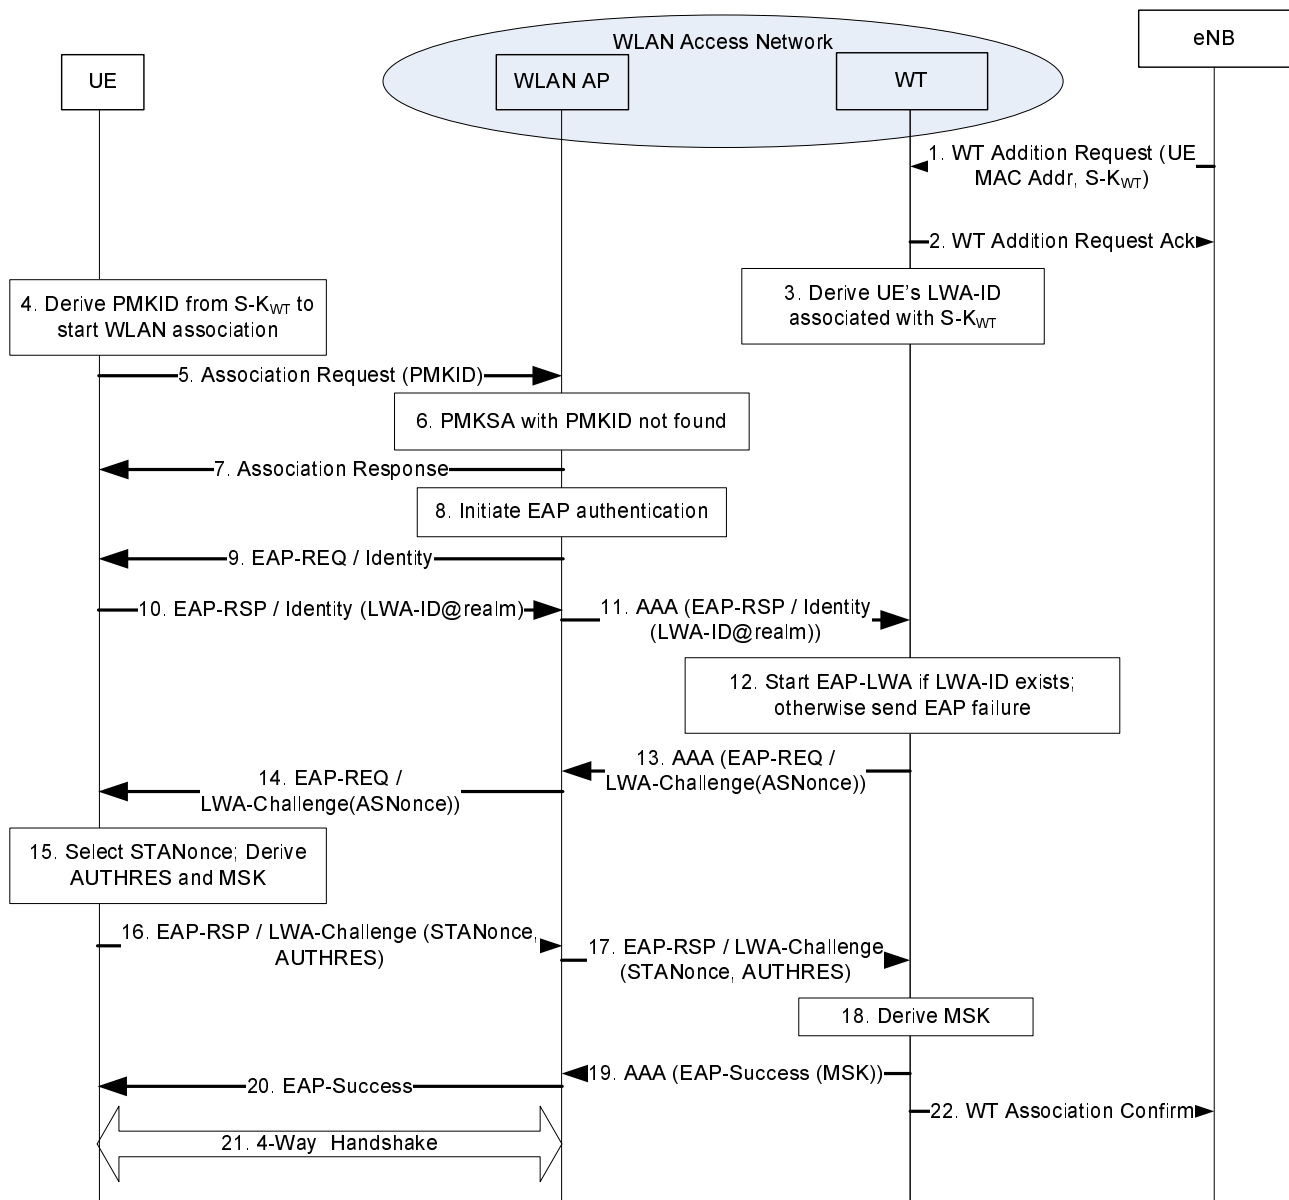 WLAN Access Network
eNB
UE
WLAN AP
WT
1. WT Addition Request (UE
MAC Addr, S-KWT)
2. WT Addition Request Ack
3. Derive UE's LWA-ID
associated with S-KWT
4. Derive PMKID from S-KWT to
start WLAN association
5. Association Request (PMKID)
6. PMKSA with PMKID not found
7. Association Response
8. Initiate EAP authentication
9. EAP-REQ / Identity
10. EAP-RSP / Identity (LWA-ID@realm)
11. AAA (EAP-RSP / Identity
(LWA-ID@realm))
12. Start EAP-LWA if LWA-ID exists;
otherwise send EAP failure
13. AAA (EAP-REQ /
LWA-Challenge(ASNonce))
14. EAP-REQ /
LWA-Challenge(ASNonce))
15. Select STANonce; Derive
AUTHRES and MSK
16. EAP-RSP / LWA-Challenge (STANonce,
AUTHRES)
17. EAP-RSP / LWA-Challenge
(STANonce, AUTHRES)
18. Derive MSK
19. AAA (EAP-Success (MSK))
20. EAP-Success
22. WT Association Confirm
21. 4-Way Handshake